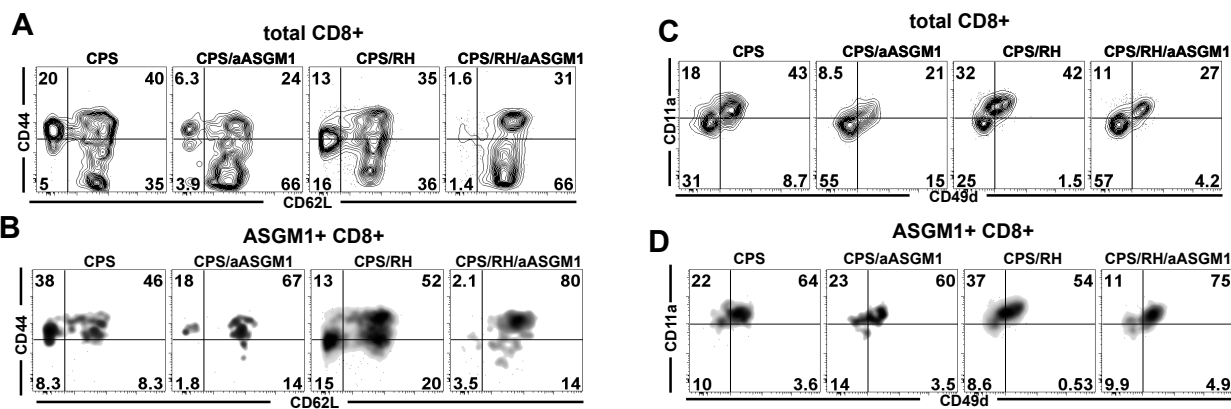 A
total CD8+
CPS CPS/aASGM1 CPS/RH CPS/RH/aASGM1
20 40 6.3 24 13 35 1.6 31
CD44
5 35 3.9 66 16 36 1.4 66
CD62L
B
ASGM1+ CD8+
CPS CPS/aASGM1 CPS/RH CPS/RH/aASGM1
38 46 18 67 13 52 2.1 80
CD44
8.3 8.3 1.8 14 15 20 3.5 14
CD62L
C
total CD8+
CPS CPS/aASGM1 CPS/RH CPS/RH/aASGM1
18 43 8.5 21 32 42 11 27
CD11a
31 8.7 55 15 25 1.5 57 4.2
CD49d
D
ASGM1+ CD8+
CPS CPS/aASGM1 CPS/RH CPS/RH/aASGM1
22 64 23 60 37 54 11 75
CD11a
10 3.6 14 3.5 8.6 0.53 9.9 4.9
CD49d